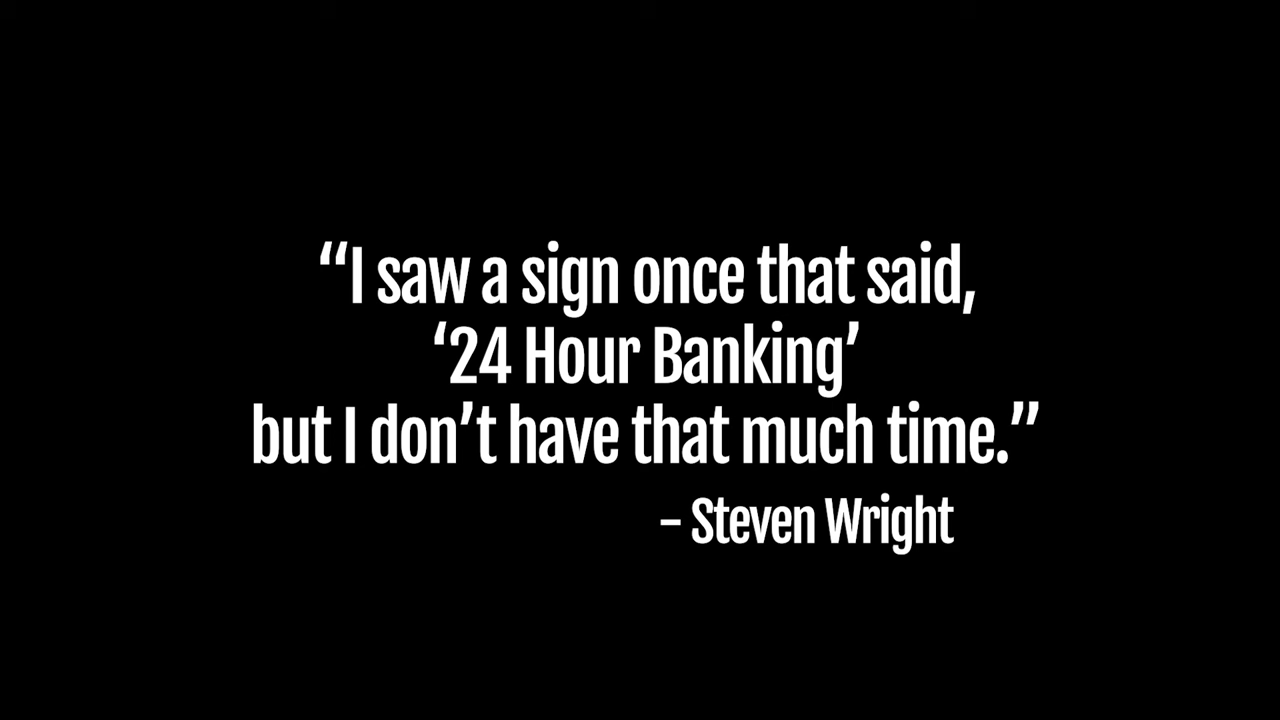 “I saw a sign once that said,
‘24 Hour Banking’
but I don’t have that much time.”
– Steven Wright